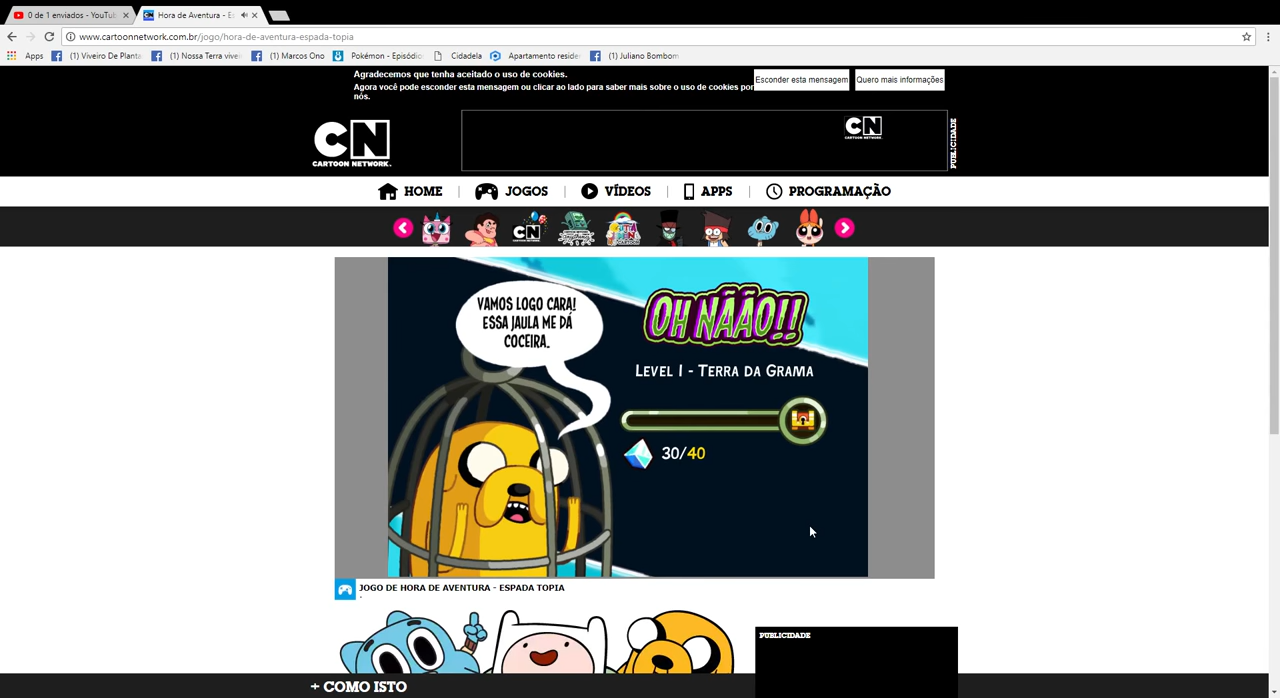 0 de 1 enviados - YouTub
Hora de Aventura - Es
www.cartoonnetwork.com.br/jogo/hora-de-aventura-espada-topia
Apps
(1) Viveiro De Planta
(1) Nossa Terra vivei
(1) Marcos Ono
Pokémon - Episódio
Cidadela
Apartamento reside
(1) Juliano Bombom
Agradecemos que tenha aceitado o uso de cookies.
Agora você pode esconder esta mensagem ou clicar ao lado para saber mais sobre o uso de cookies por
nós.
Esconder esta mensagem
Quero mais informações
CN
CARTOON NETWORK.
CN
CARTOON NETWORK.
PUBLICIDADE
HOME
JOGOS
VÍDEOS
APPS
PROGRAMAÇÃO
CN
VAMOS LOGO CARA!
ESSA JAULA ME DÁ
COCEIRA.
OH NÃÃO!!
LEVEL 1 - TERRA DA GRAMA
30/40
JOGO DE HORA DE AVENTURA - ESPADA TOPIA
.
PUBLICIDADE
+ COMO ISTO